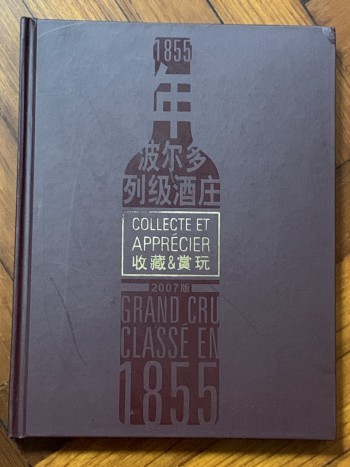 1855
年
波尔多
列级酒庄
COLLECTE ET
APPRÉCIER
收藏&賞玩
2007版
GRAND CRU
CLASSÉ EN
1855